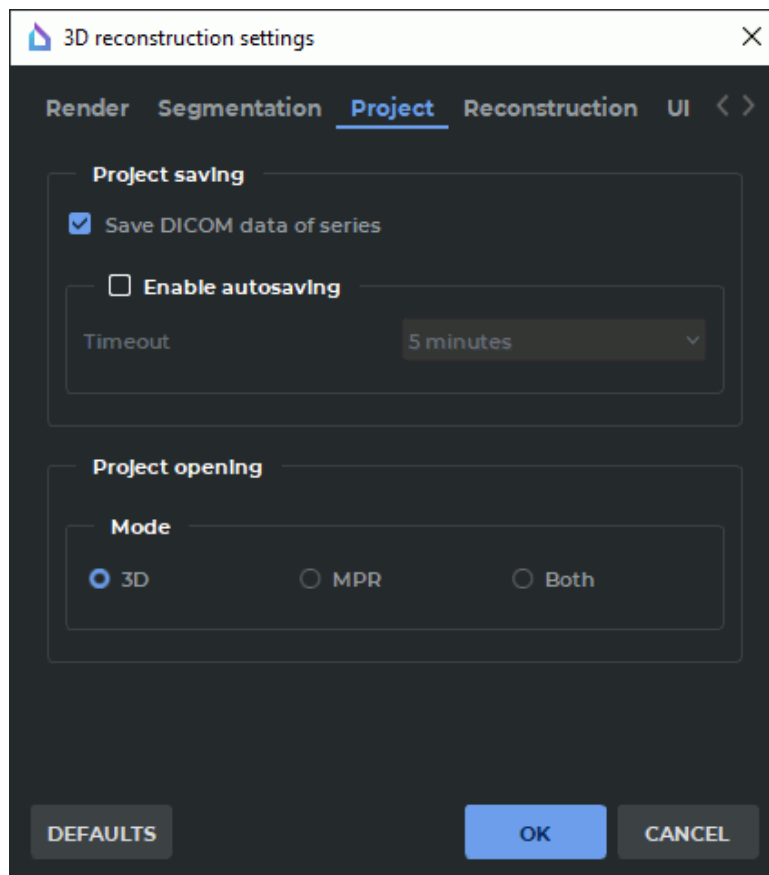 3D reconstruction settings
Render Segmentation Project Reconstruction UI
Project saving
Save DICOM data of series
Enable autosaving
Timeout 5 minutes
Project opening
Mode
3D MPR Both
DEFAULTS OK CANCEL